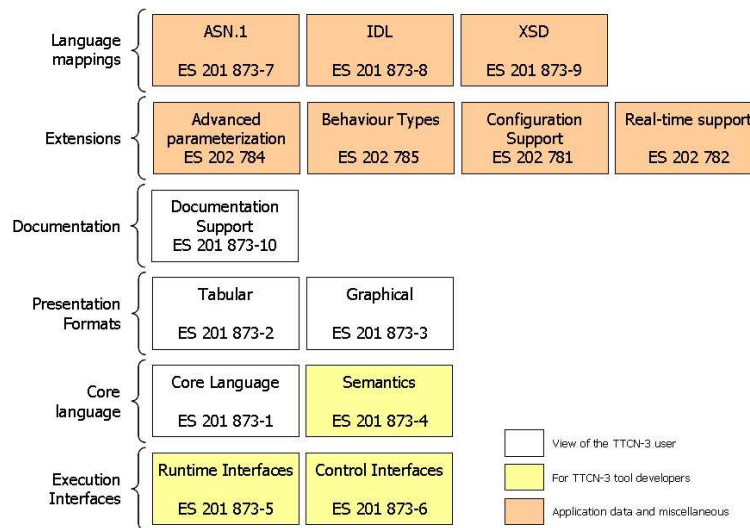 Language
mappings
ASN.1
ES 201 873-7
IDL
ES 201 873-8
XSD
ES 201 873-9
Extensions
Advanced
parameterization
ES 202 784
Behaviour Types
ES 202 785
Configuration
Support
ES 202 781
Real-time support
ES 202 782
Documentation
Documentation
Support
ES 201 873-10
Presentation
Formats
Tabular
ES 201 873-2
Graphical
ES 201 873-3
Core
language
Core Language
ES 201 873-1
Semantics
ES 201 873-4
Execution
Interfaces
Runtime Interfaces
ES 201 873-5
Control Interfaces
ES 201 873-6
View of the TTCN-3 user
For TTCN-3 tool developers
Application data and miscellaneous